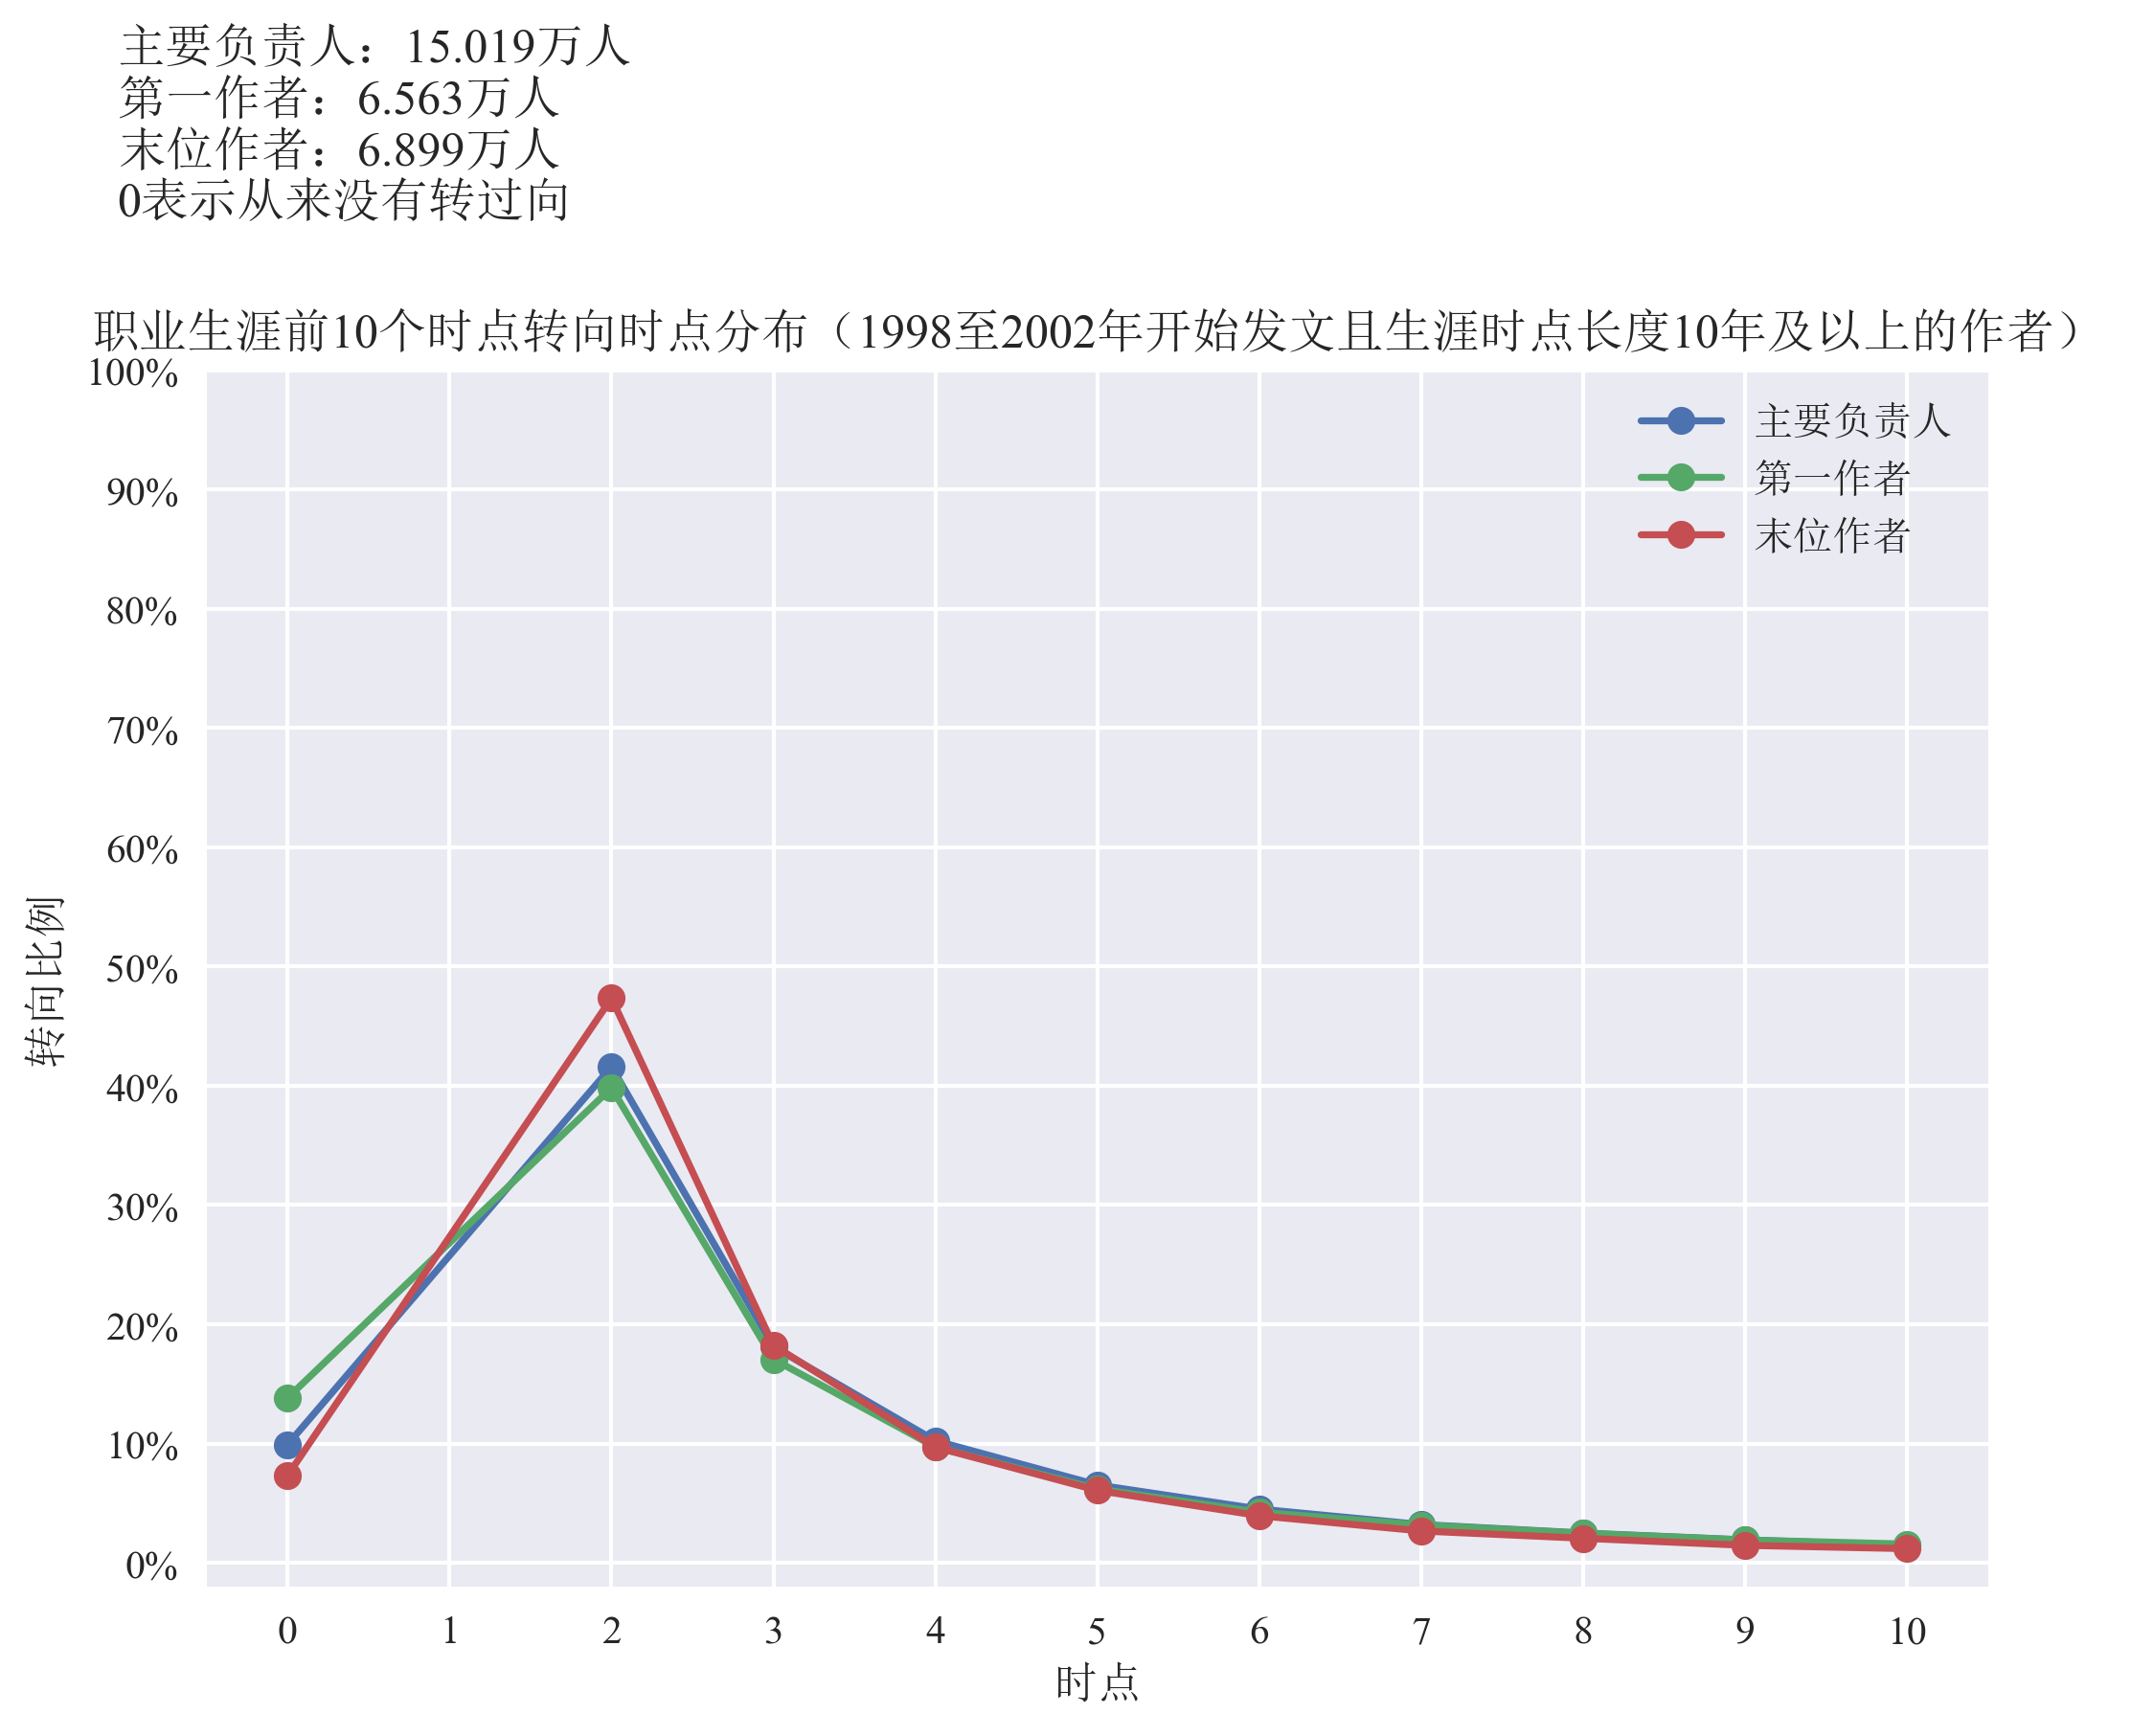 主要负责人：15.019万人
第一作者：6.563万人
末位作者：6.899万人
0表示从来没有转过向
职业生涯前10个时点转向时点分布（1998至2002年开始发文且生涯时点长度10年及以上的作者）
100%
90%
80%
70%
60%
50%
40%
30%
20%
10%
0%
转向比例
主要负责人
第一作者
末位作者
0 1 2 3 4 5 6 7 8 9 10
时点